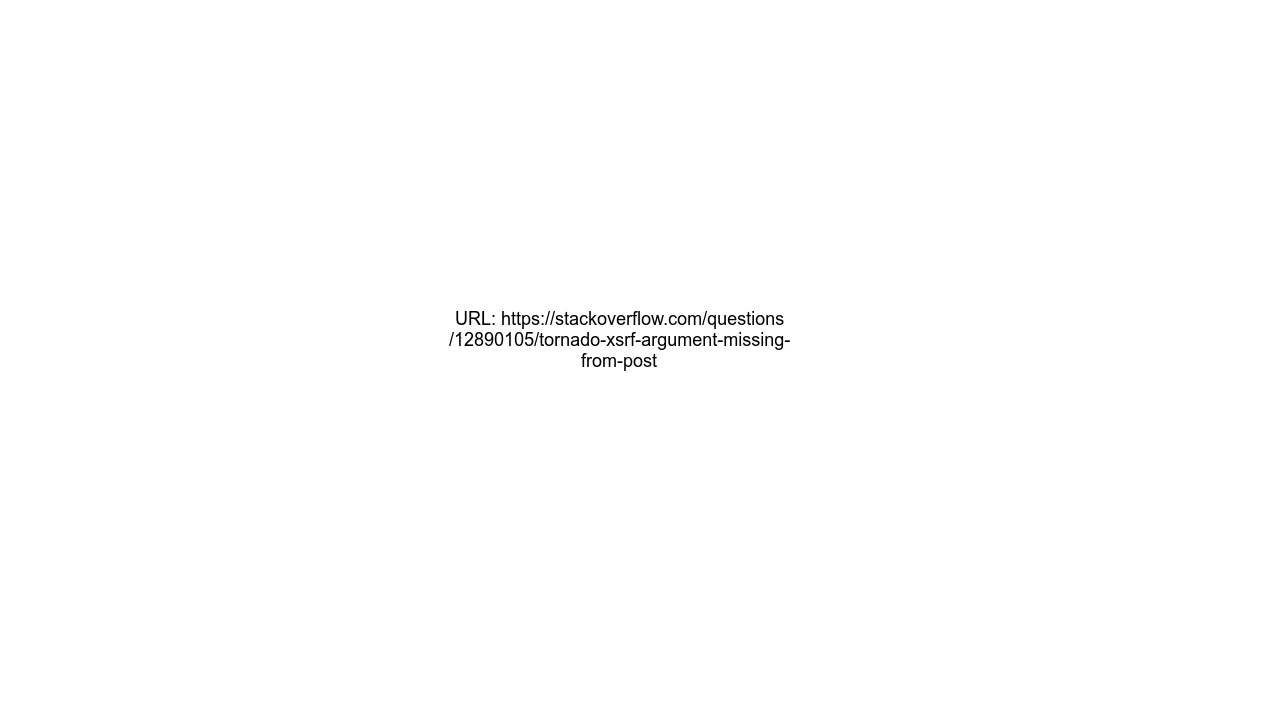 URL: https://stackoverflow.com/questions
/12890105/tornado-xsrf-argument-missing-
from-post